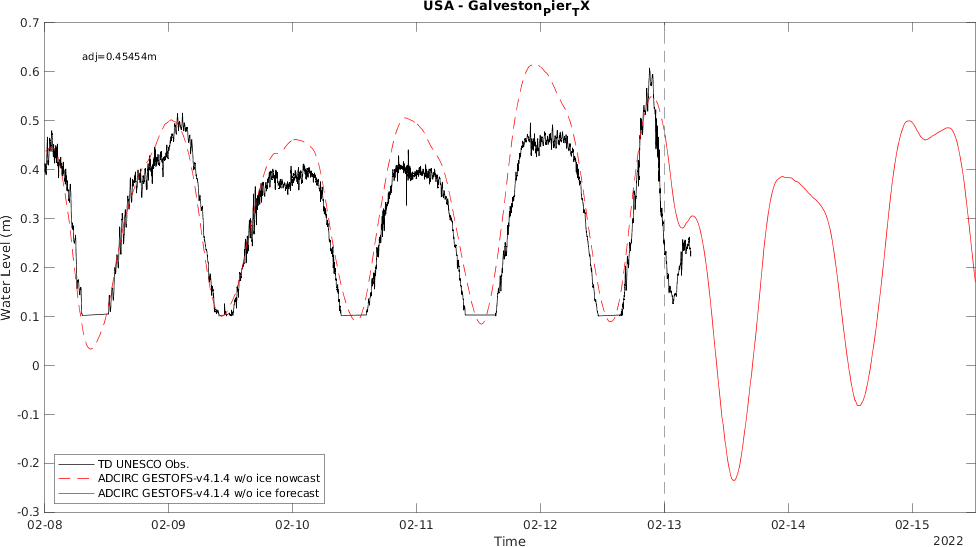 USA - Galveston_Pier_TX
0.7
adj=0.45454m
0.6
0.5
0.4
0.3
0.2
0.1
0
-0.1
-0.2
-0.3
Water Level (m)
TD UNESCO Obs.
ADCIRC GESTOFS-v4.1.4 w/o ice nowcast
ADCIRC GESTOFS-v4.1.4 w/o ice forecast
02-08 02-09 02-10 02-11 02-12 02-13 02-14 02-15
Time
2022